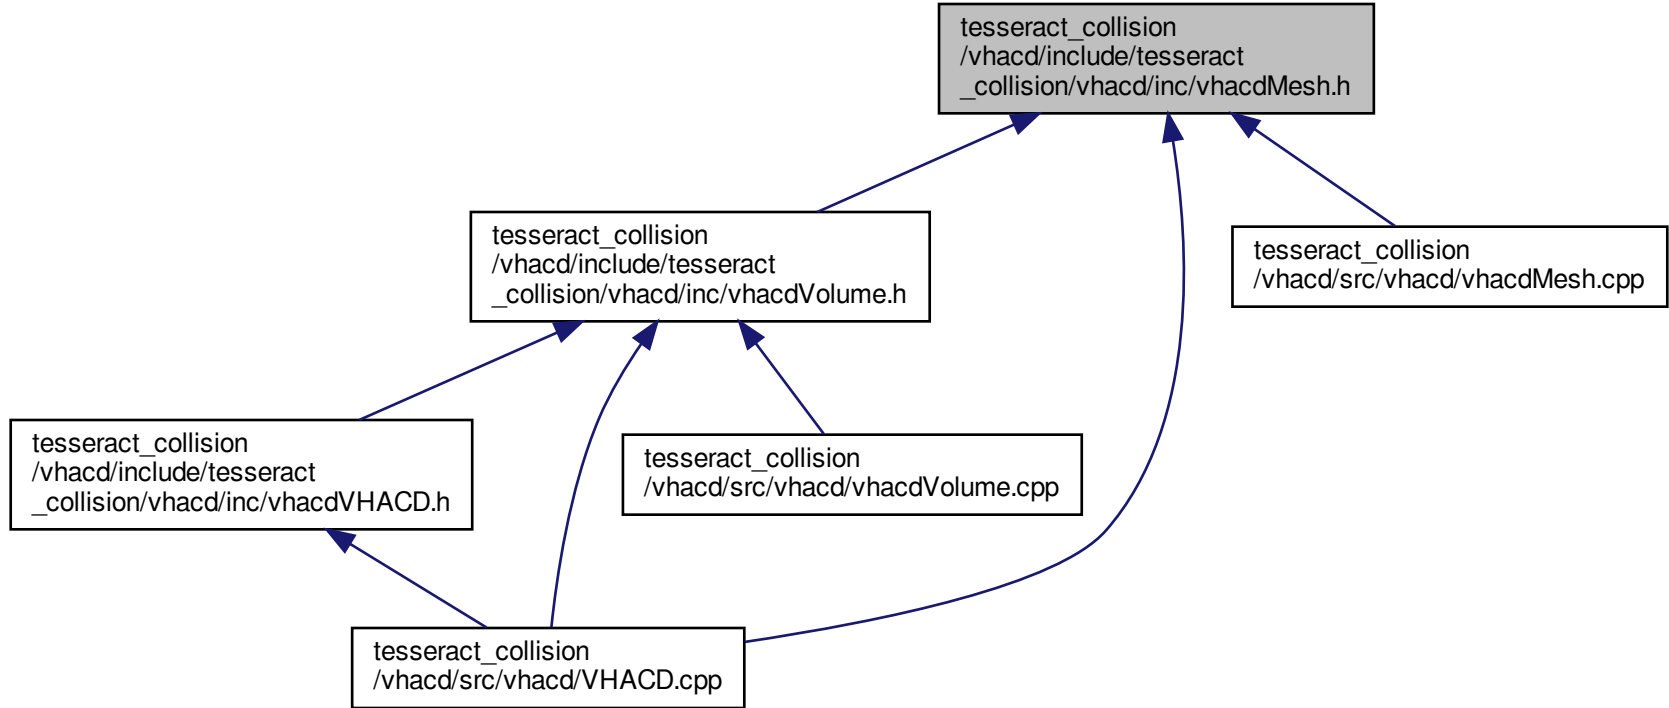 tesseract_collision
/vhacd/include/tesseract
_collision/vhacd/inc/vhacdMesh.h
tesseract_collision
/vhacd/include/tesseract
_collision/vhacd/inc/vhacdVolume.h
tesseract_collision
/vhacd/src/vhacd/vhacdMesh.cpp
tesseract_collision
/vhacd/include/tesseract
_collision/vhacd/inc/vhacdVHACD.h
tesseract_collision
/vhacd/src/vhacd/vhacdVolume.cpp
tesseract_collision
/vhacd/src/vhacd/VHACD.cpp